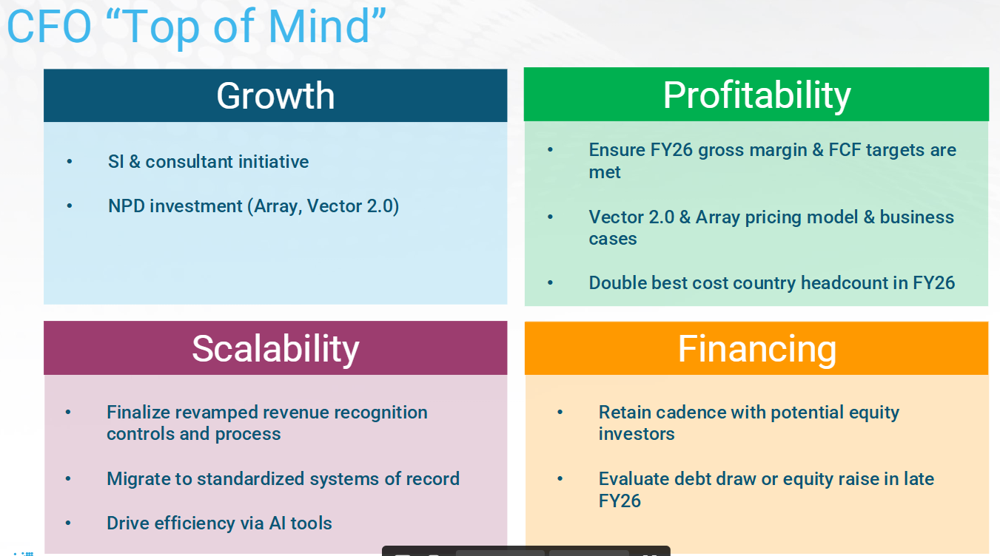 CFO “Top of Mind”
Growth
• SI & consultant initiative
• NPD investment (Array, Vector 2.0)
Profitability
• Ensure FY26 gross margin & FCF targets are
met
• Vector 2.0 & Array pricing model & business
cases
• Double best cost country headcount in FY26
Scalability
• Finalize revamped revenue recognition
controls and process
• Migrate to standardized systems of record
• Drive efficiency via AI tools
Financing
• Retain cadence with potential equity
investors
• Evaluate debt draw or equity raise in late
FY26